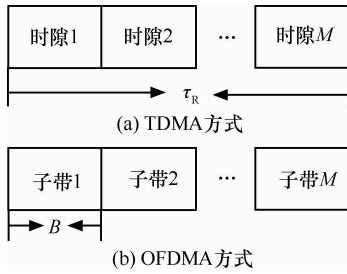 时隙1 时隙2 ··· 时隙M
τR
(a) TDMA方式
子带1 子带2 ··· 子带M
B
(b) OFDMA方式